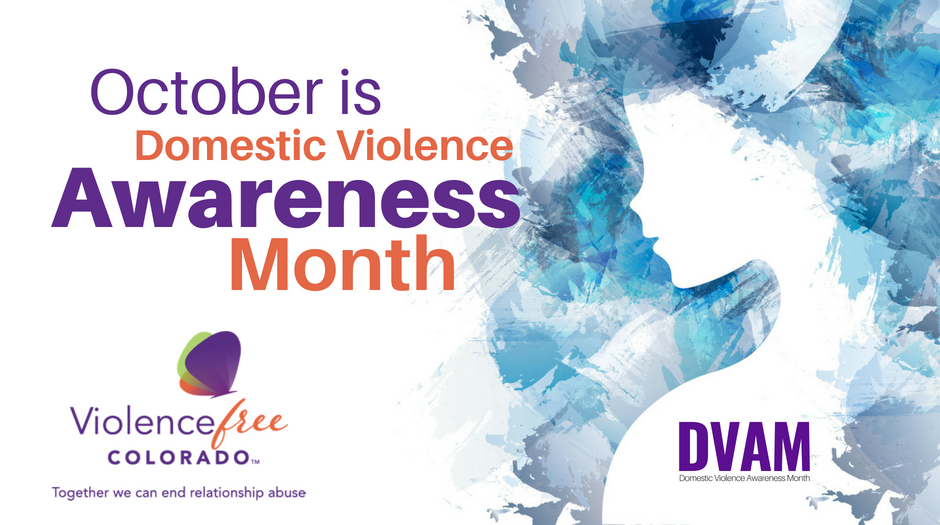 October is
Domestic Violence
Awareness
Month
Violencefree
COLORADO™
Together we can end relationship abuse
DVAM
Domestic Violence Awareness Month